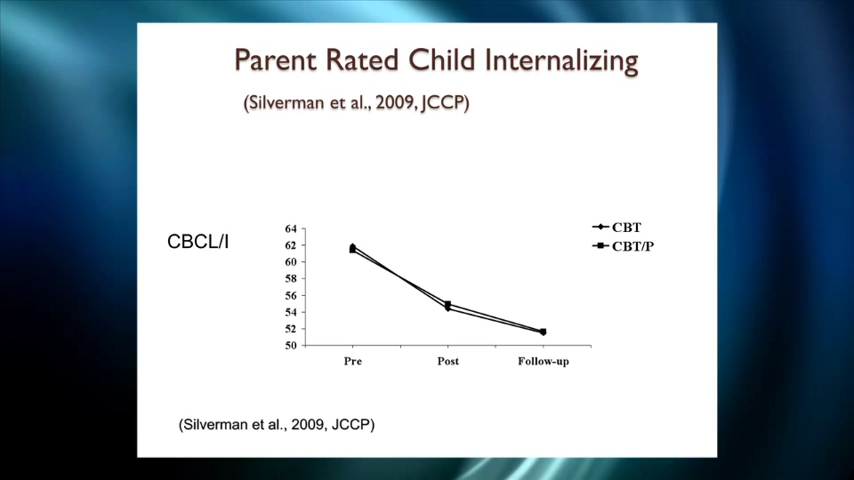 Parent Rated Child Internalizing
(Silverman et al., 2009, JCCP)
CBCL/I
64
62
60
58
56
54
52
50
Pre
Post
Follow-up
CBT
CBT/P
(Silverman et al., 2009, JCCP)